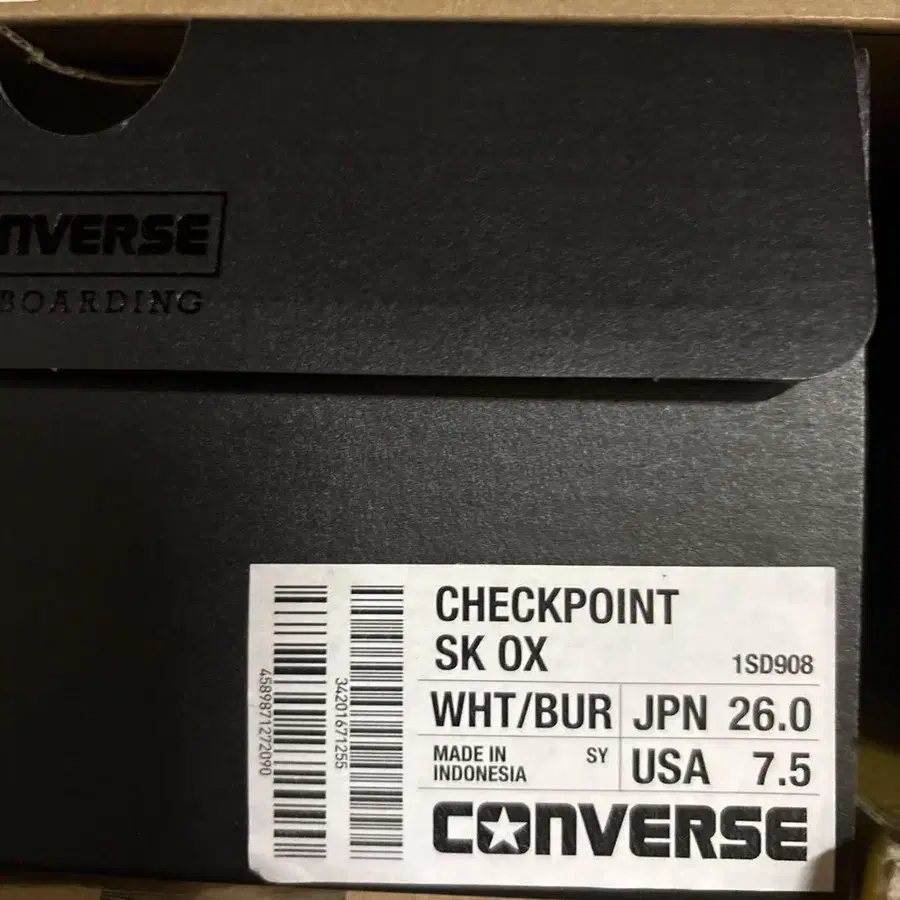 NVERSE
BOARDING
CHECKPOINT
SK OX
1SD908
WHT/BUR
JPN 26.0
MADE IN
INDONESIA
SY
USA 7.5
CONVERSE
4589871272090
34201671255